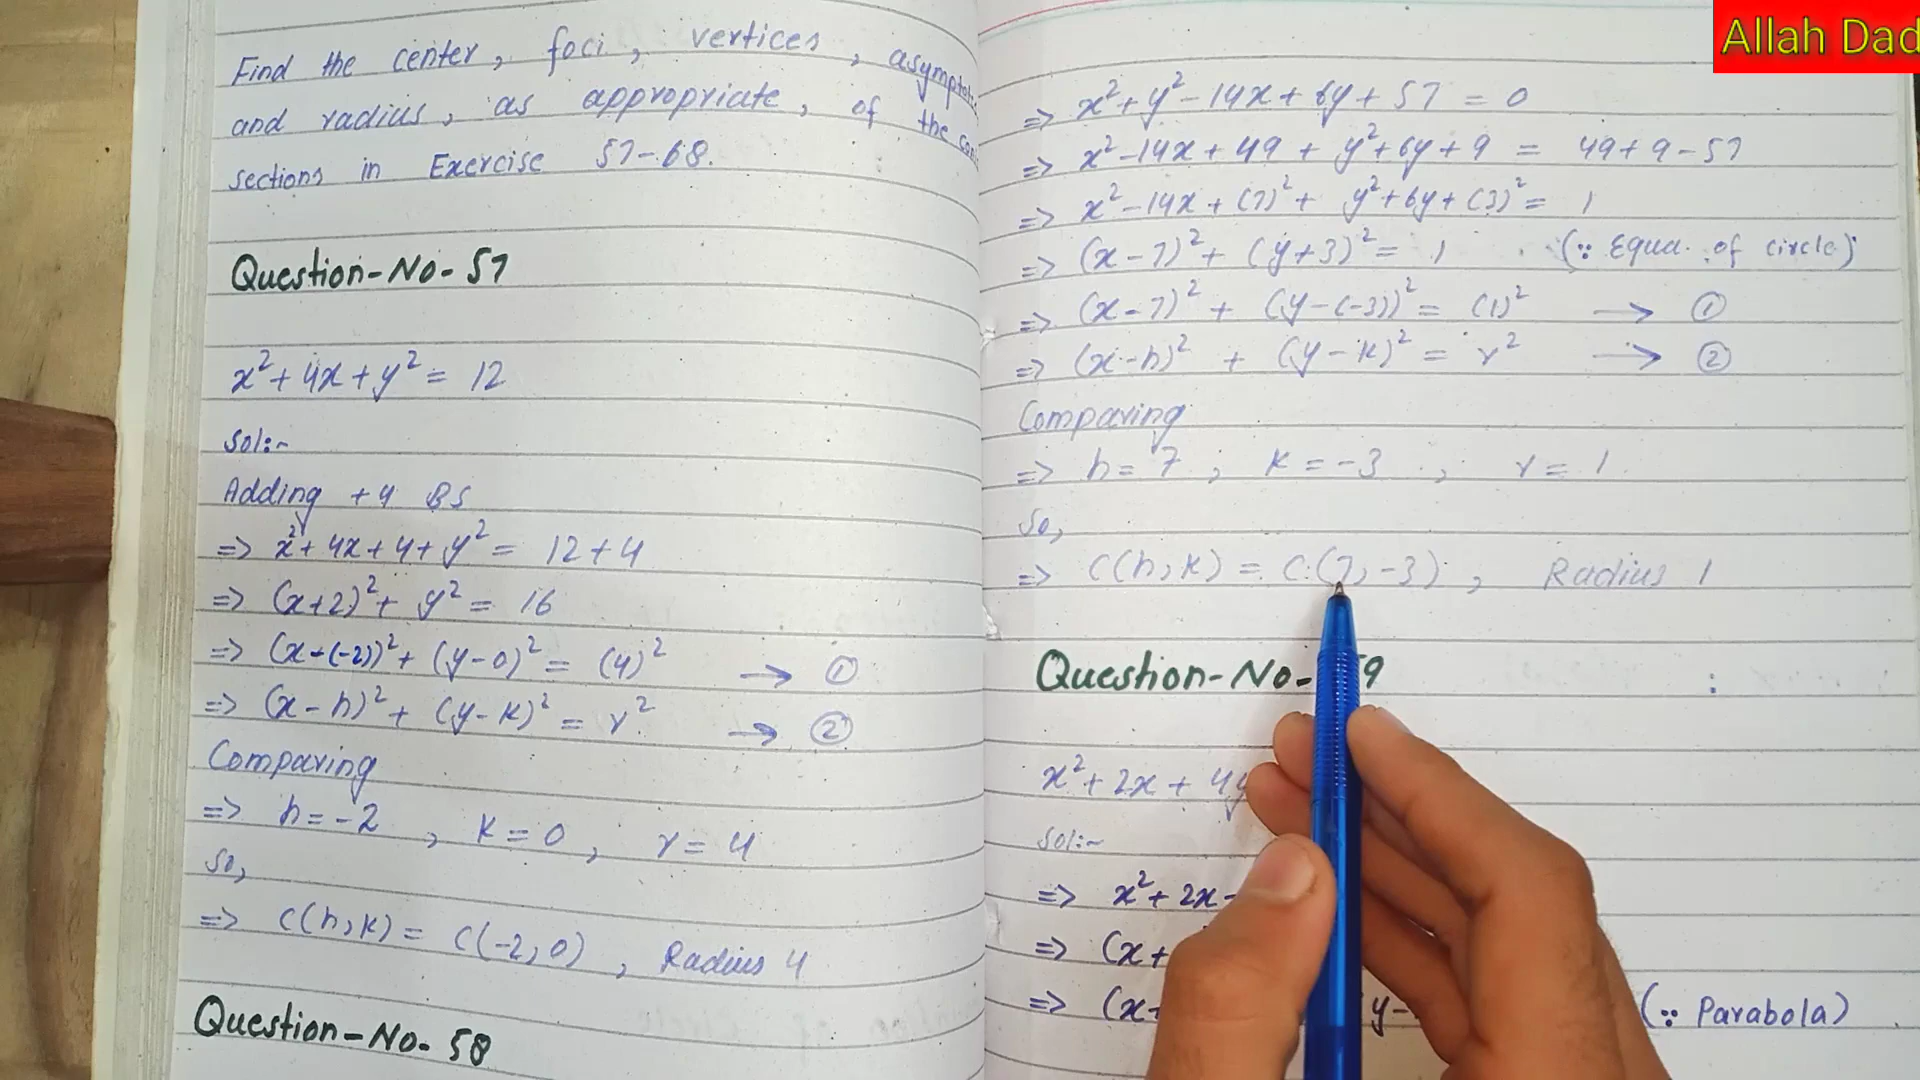 Find the center, foci, vertices,
and radius, as appropriate, of the
sections in Exercise 57-68.
Question-No-57
x²+4x+y²= 12
Sol:~
Adding +4 BS
=> x²+4x+4+y²= 12+4
=> (x+2)²+ y² = 16
=> (x-(-2))²+ (y-0)² = (4)² → ①
=> (x-h)²+ (y-k)² = r² → ②
Comparing
=> h=-2 , k=0 , r=4
So,
=> C(h,k)= C(-2,0) , Radius 4
Question-No-58
Allah Dad
=> x²+y²-14x+6y+57 =0
=> x²-14x+49 + y²+6y+9 = 49+9-57
=> x²-14x+(7)²+ y²+6y+(3)²= 1
=> (x-7)²+ (y+3)²= 1 (∵ Equa. of circle)
=> (x-7)² + (y-(-3))²= (1)² → ①
=> (x-h)² + (y-k)² = r² → ②
Comparing
=> h= 7 , k=-3 , r=1
So,
=> C(h,k) = C(7,-3) , Radius 1
Question-No-59
x²+2x+4y
Sol:~
=> x²+2x
=> (x+
=> (x y- (∵ Parabola)